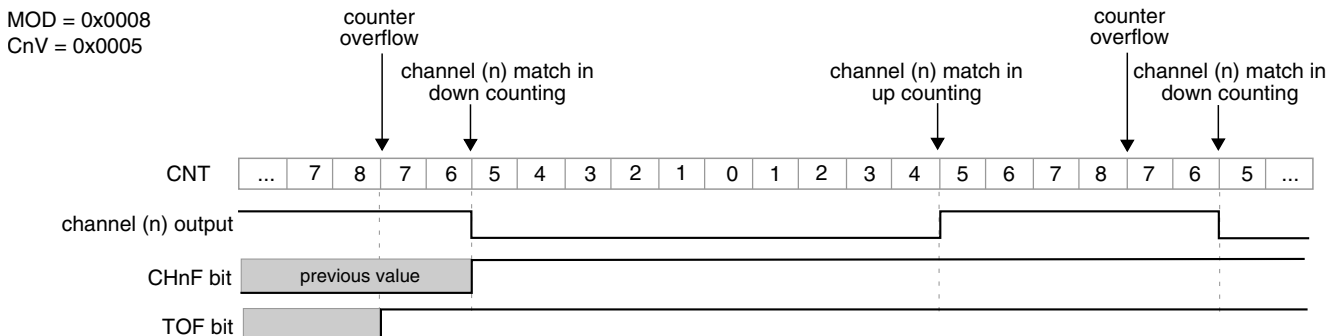 MOD = 0x0008
CnV = 0x0005
counter
overflow
channel (n) match in
down counting
channel (n) match in
up counting
counter
overflow
channel (n) match in
down counting
CNT ... 7 8 7 6 5 4 3 2 1 0 1 2 3 4 5 6 7 8 7 6 5 ...
channel (n) output
CHnF bit previous value
TOF bit